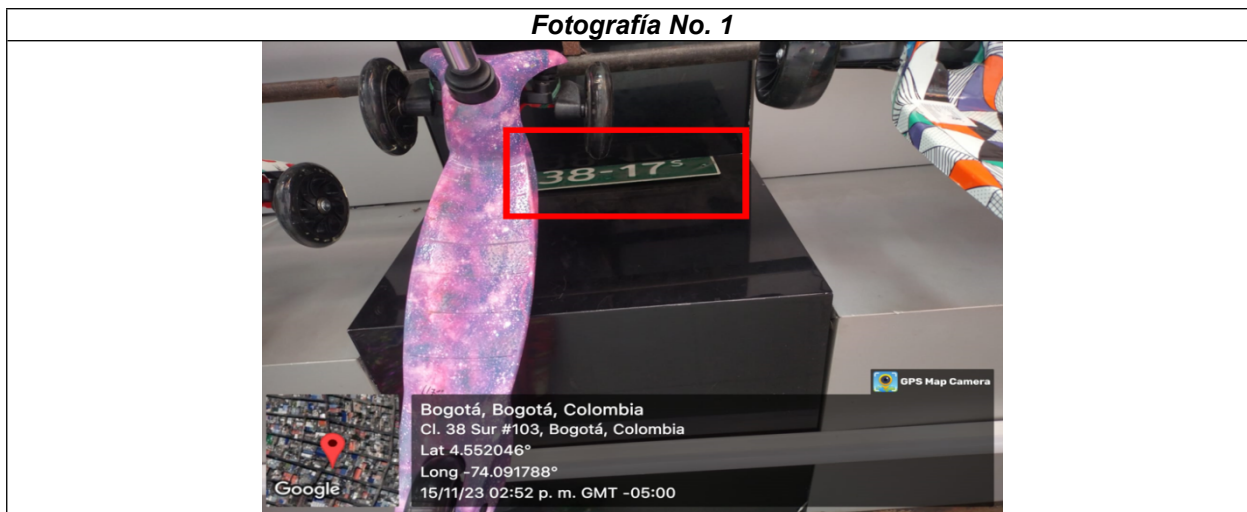 Fotografía No. 1
38-17 S
GPS Map Camera
Bogotá, Bogotá, Colombia
Cl. 38 Sur #103, Bogotá, Colombia
Lat 4.552046°
Long -74.091788°
15/11/23 02:52 p. m. GMT -05:00
Google